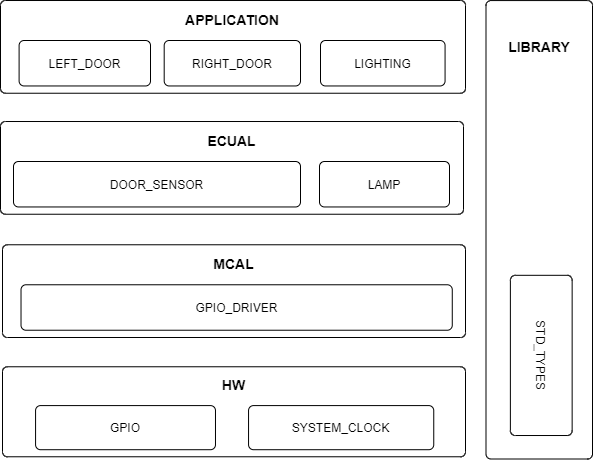 APPLICATION
LEFT_DOOR
RIGHT_DOOR
LIGHTING
ECUAL
DOOR_SENSOR
LAMP
MCAL
GPIO_DRIVER
HW
GPIO
SYSTEM_CLOCK
LIBRARY
STD_TYPES